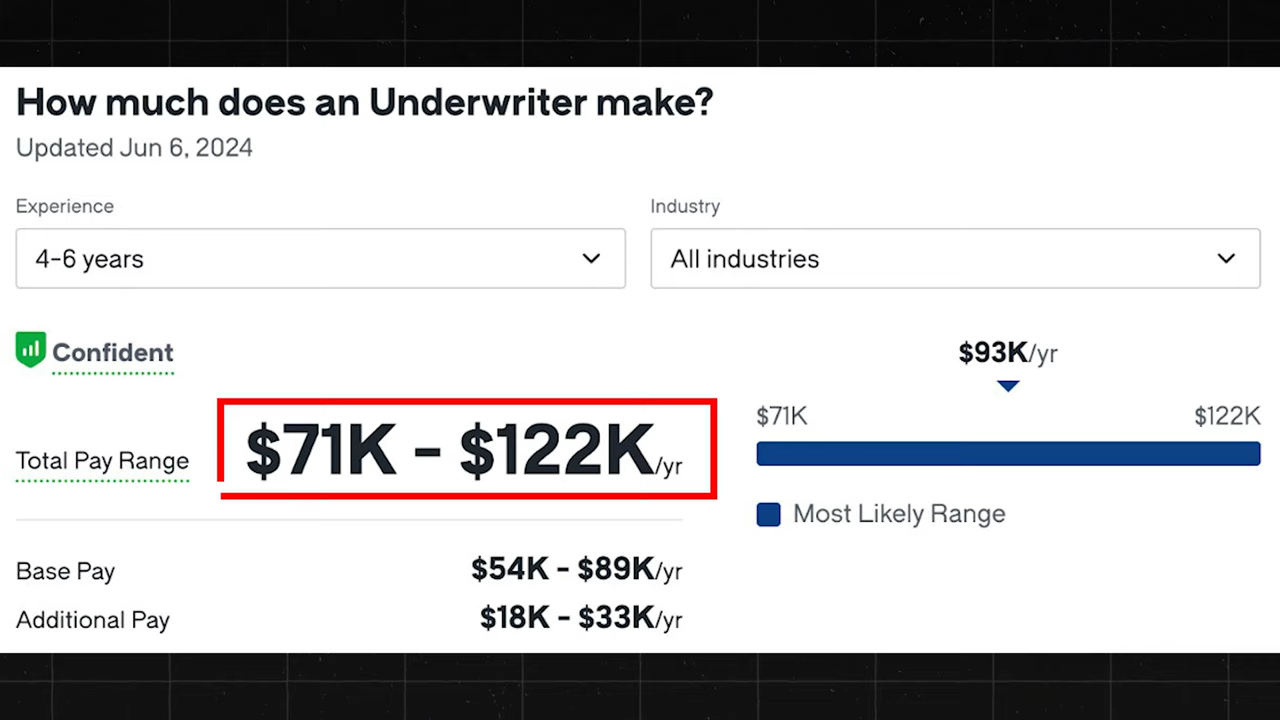 How much does an Underwriter make?
Updated Jun 6, 2024
Experience
Industry
4-6 years
All industries
Confident
Total Pay Range
$71K - $122K/yr
$93K/yr
$71K
$122K
Most Likely Range
Base Pay
$54K - $89K/yr
Additional Pay
$18K - $33K/yr